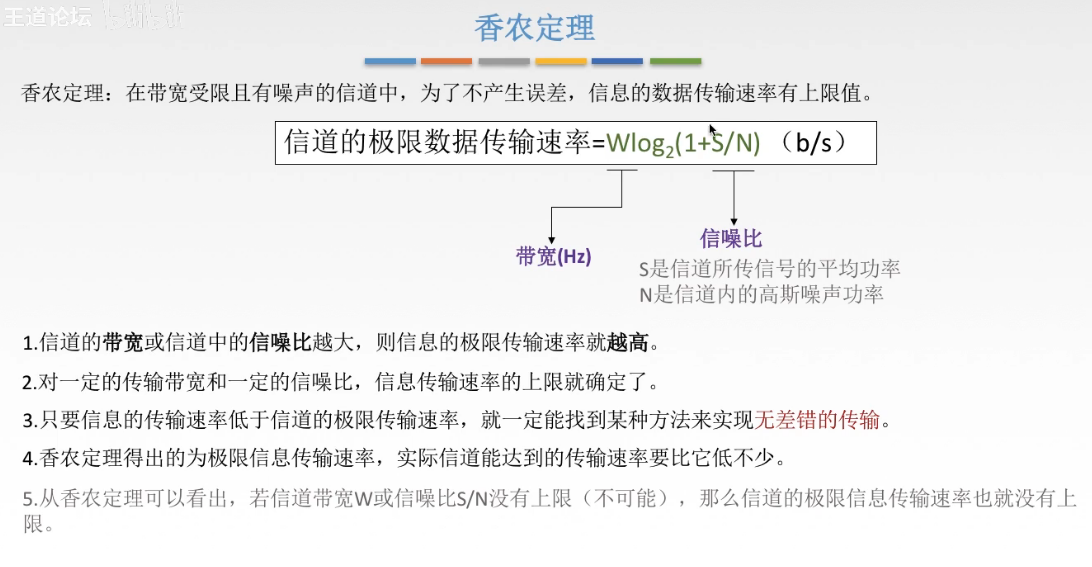 王道论坛
香农定理
香农定理：在带宽受限且有噪声的信道中，为了不产生误差，信息的数据传输速率有上限值。
信道的极限数据传输速率=Wlog₂(1+S/N) （b/s）
带宽(Hz)
信噪比
S是信道所传信号的平均功率
N是信道内的高斯噪声功率
1.信道的带宽或信道中的信噪比越大，则信息的极限传输速率就越高。
2.对一定的传输带宽和一定的信噪比，信息传输速率的上限就确定了。
3.只要信息的传输速率低于信道的极限传输速率，就一定能找到某种方法来实现无差错的传输。
4.香农定理得出的为极限信息传输速率，实际信道能达到的传输速率要比它低不少。
5.从香农定理可以看出，若信道带宽W或信噪比S/N没有上限（不可能），那么信道的极限信息传输速率也就没有上
限。